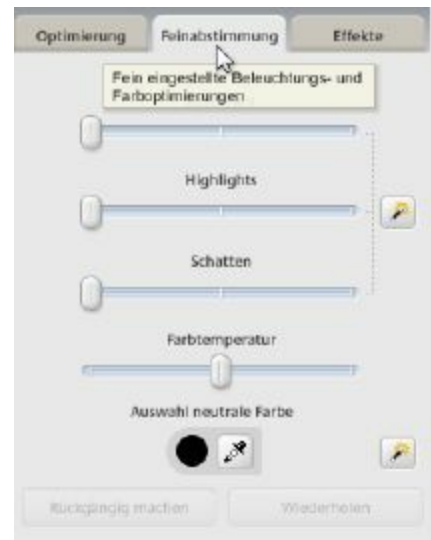 Optimierung Feinabstimmung Effekte
Fein eingestellte Beleuchtungs- und
Farboptimierungen
Highlights
Schatten
Farbtemperatur
Auswahl neutrale Farbe
Rückgängig machen Wiederholen